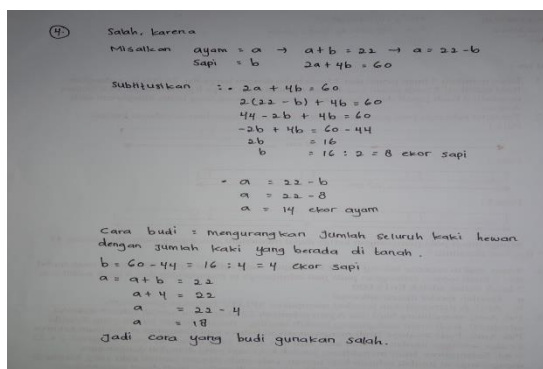 4. Salah, karena
Misalkan ayam = a → a+b = 22 → a = 22-b
Sapi = b 2a + 4b = 60
Subtitusikan : • 2a + 4b = 60
2(22 - b) + 4b = 60
44 - 2b + 4b = 60
-2b + 4b = 60 - 44
2b = 16
b = 16 : 2 = 8 ekor sapi
- a = 22 - b
a = 22 - 8
a = 14 ekor ayam
Cara budi = mengurangkan jumlah seluruh kaki hewan
dengan jumlah kaki yang berada di tanah.
b = 60 - 44 = 16 : 4 = 4 ekor sapi
a = a + b = 22
a + 4 = 22
a = 22 - 4
a = 18
Jadi cara yang budi gunakan salah.